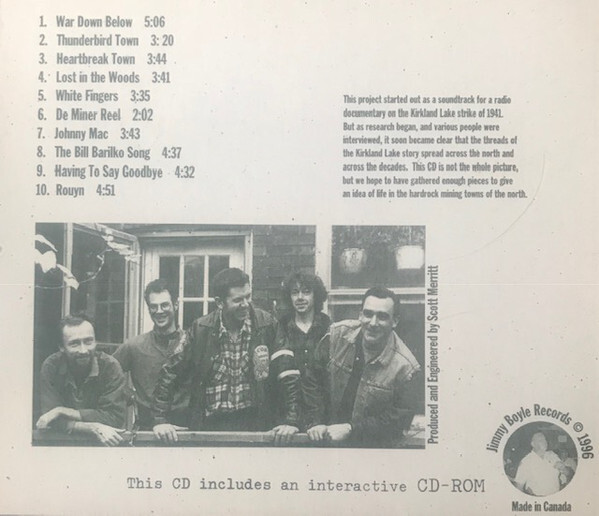 1. War Down Below 5:06
2. Thunderbird Town 3: 20
3. Heartbreak Town 3:44
4. Lost in the Woods 3:41
5. White Fingers 3:35
6. De Miner Reel 2:02
7. Johnny Mac 3:43
8. The Bill Barilko Song 4:37
9. Having To Say Goodbye 4:32
10. Rouyn 4:51
This project started out as a soundtrack for a radio
documentary on the Kirkland Lake strike of 1941.
But as research began, and various people were
interviewed, it soon became clear that the threads of
the Kirkland Lake story spread across the north and
across the decades. This CD is not the whole picture,
but we hope to have gathered enough pieces to give
an idea of life in the hardrock mining towns of the north.
Produced and Engineered by Scott Merritt
Jimmy Boyle Records © 1996
Made in Canada
This CD includes an interactive CD-ROM